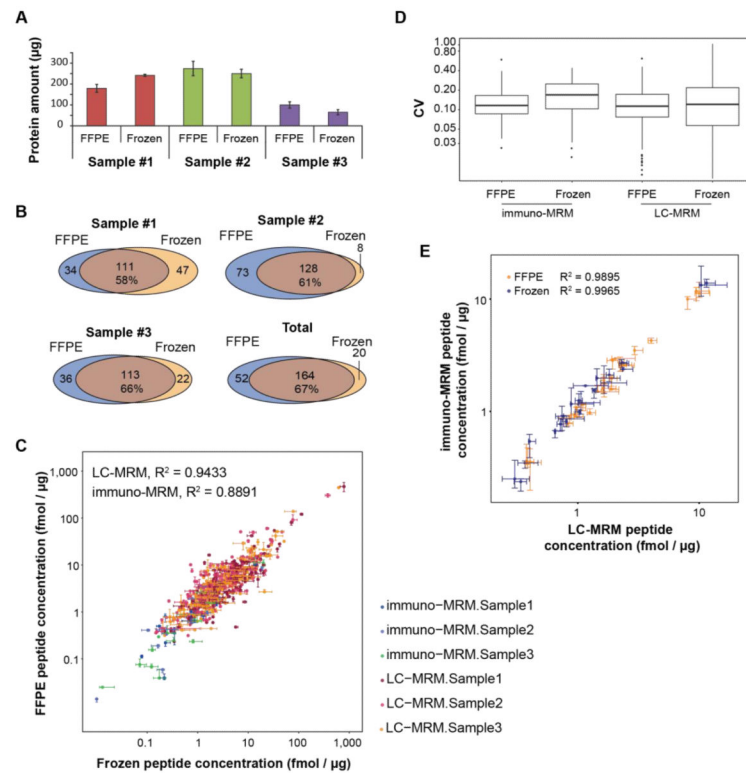 A
Protein amount (µg)
300
200
100
0
FFPE Frozen FFPE Frozen FFPE Frozen
Sample #1 Sample #2 Sample #3
B
Sample #1
FFPE Frozen
34 111 47
58%
Sample #2
FFPE Frozen
8
73 128
61%
Sample #3
FFPE Frozen
36 113 22
66%
Total
FFPE Frozen
20
52 164
67%
C
LC-MRM, R² = 0.9433
immuno-MRM, R² = 0.8891
FFPE peptide concentration (fmol / µg)
1,000
100
10
1
0.1
0.1 1 10 100 1,000
Frozen peptide concentration (fmol / µg)
immuno-MRM.Sample1
immuno-MRM.Sample2
immuno-MRM.Sample3
LC-MRM.Sample1
LC-MRM.Sample2
LC-MRM.Sample3
D
CV
1.00
0.80
0.20
0.10
0.05
0.03
FFPE Frozen FFPE Frozen
immuno-MRM LC-MRM
E
FFPE R² = 0.9895
Frozen R² = 0.9965
immuno-MRM peptide
concentration (fmol / µg)
10
1
1 10
LC-MRM peptide
concentration (fmol / µg)